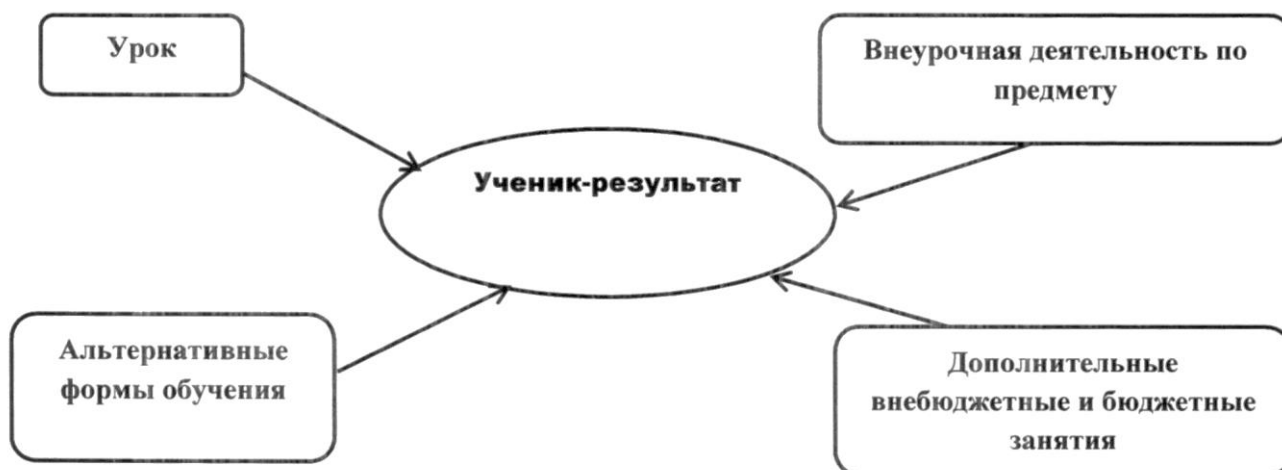 Урок
Внеурочная деятельность по
предмету
Ученик-результат
Альтернативные
формы обучения
Дополнительные
внебюджетные и бюджетные
занятия